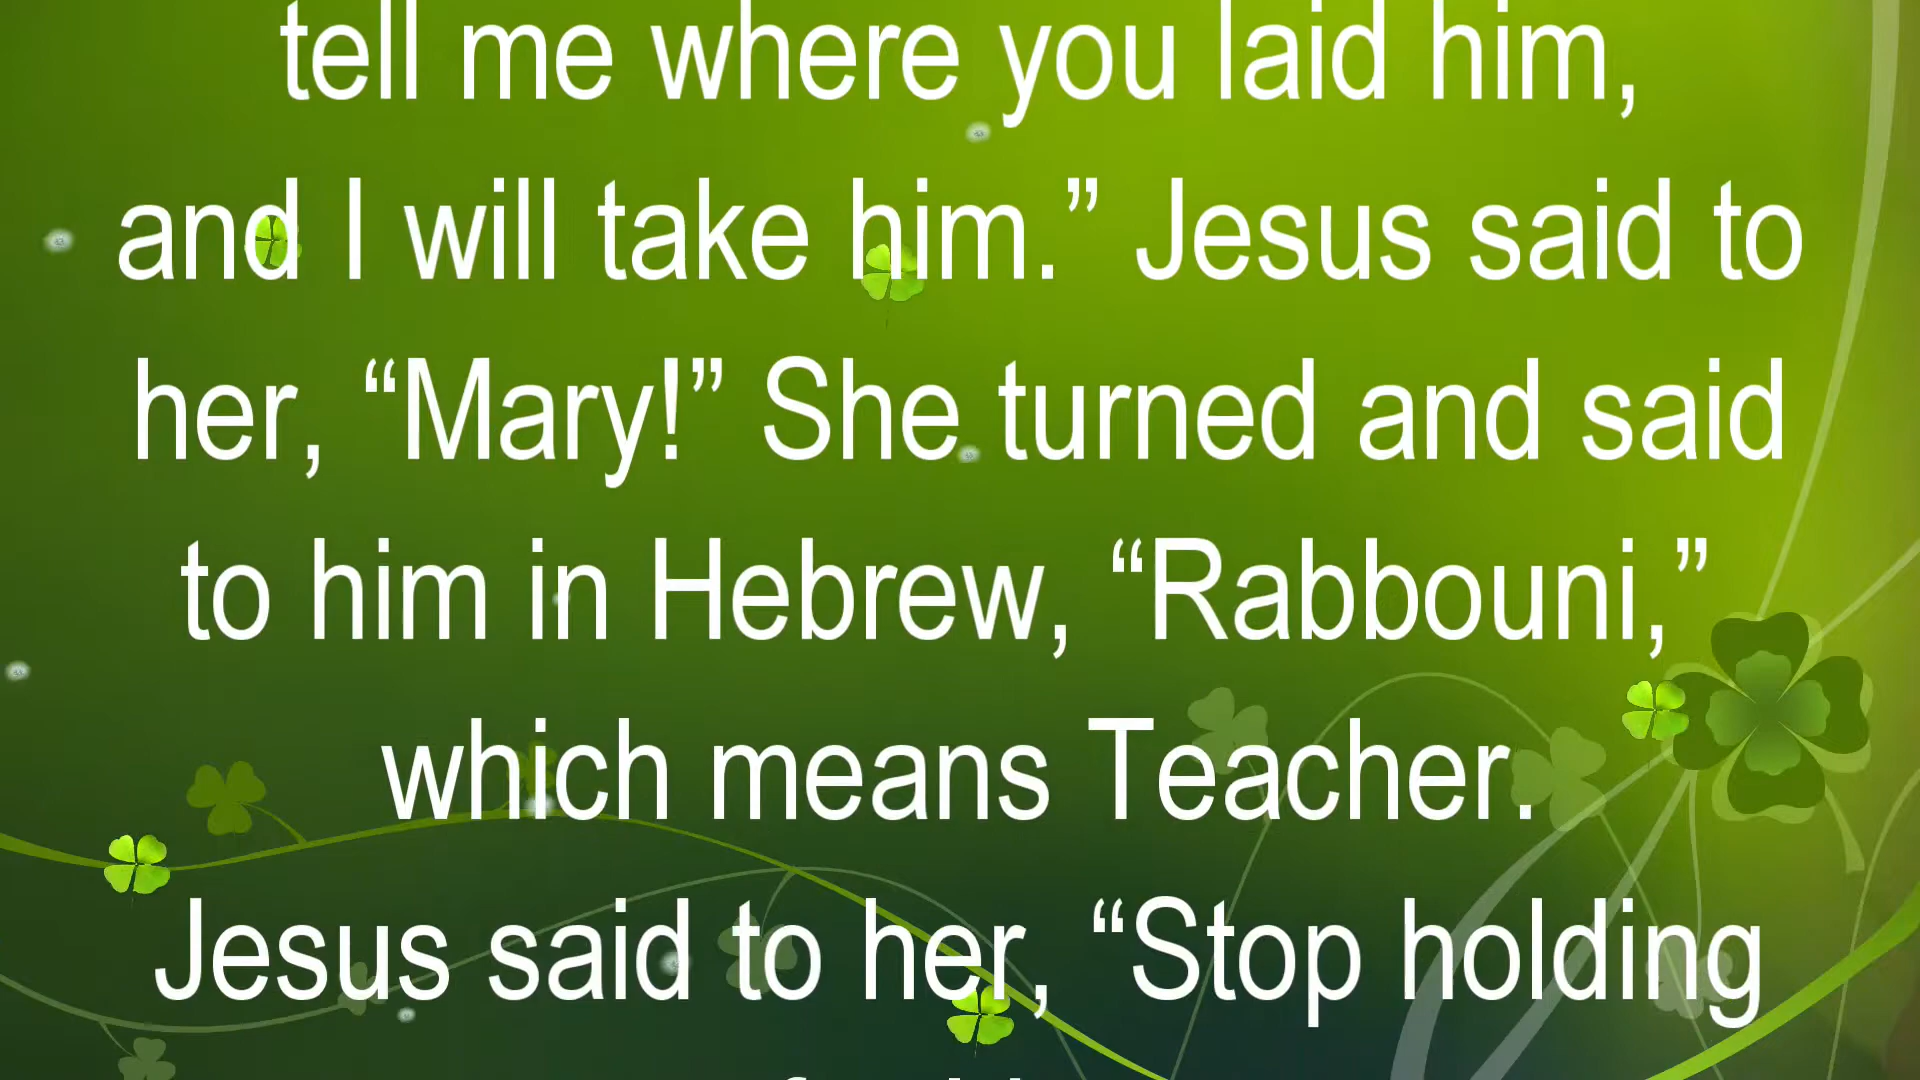 tell me where you laid him,
and I will take him.” Jesus said to
her, “Mary!” She turned and said
to him in Hebrew, “Rabbouni,”
which means Teacher.
Jesus said to her, “Stop holding